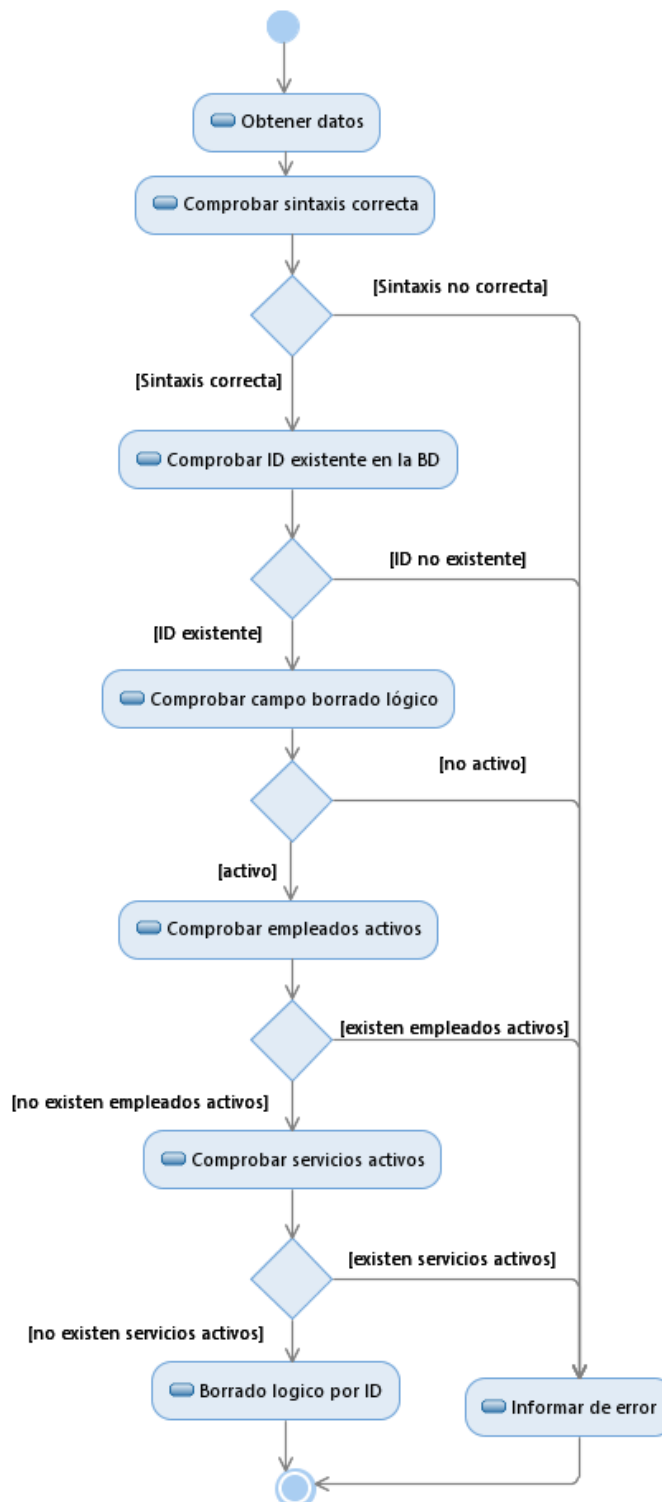 Obtener datos
Comprobar sintaxis correcta
[Sintaxis no correcta]
[Sintaxis correcta]
Comprobar ID existente en la BD
[ID no existente]
[ID existente]
Comprobar campo borrado lógico
[no activo]
[activo]
Comprobar empleados activos
[existen empleados activos]
[no existen empleados activos]
Comprobar servicios activos
[existen servicios activos]
[no existen servicios activos]
Borrado logico por ID
Informar de error